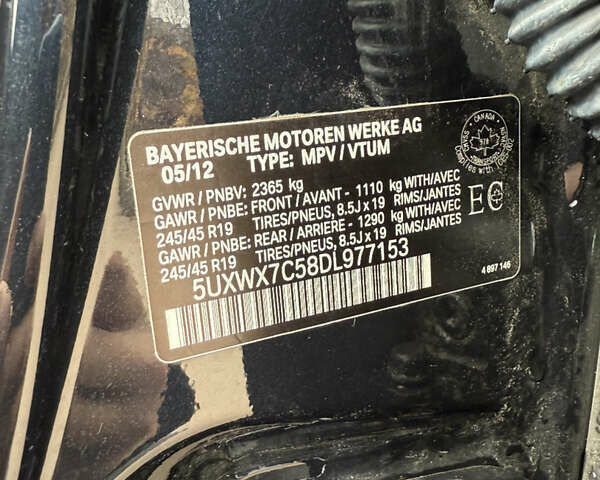 BAYERISCHE MOTOREN WERKE AG
05/12 TYPE: MPV / VTUM
GVWR / PNBV: 2365 kg
GAWR / PNBE: FRONT / AVANT - 1110 kg WITH/AVEC
245/45 R19 TIRES/PNEUS, 8.5J x 19 RIMS/JANTES
GAWR / PNBE: REAR / ARRIERE - 1290 kg WITH/AVEC
245/45 R19 TIRES/PNEUS, 8.5J x 19 RIMS/JANTES
5UXWX7C58DL977153
CANADA
EC
4 897 146